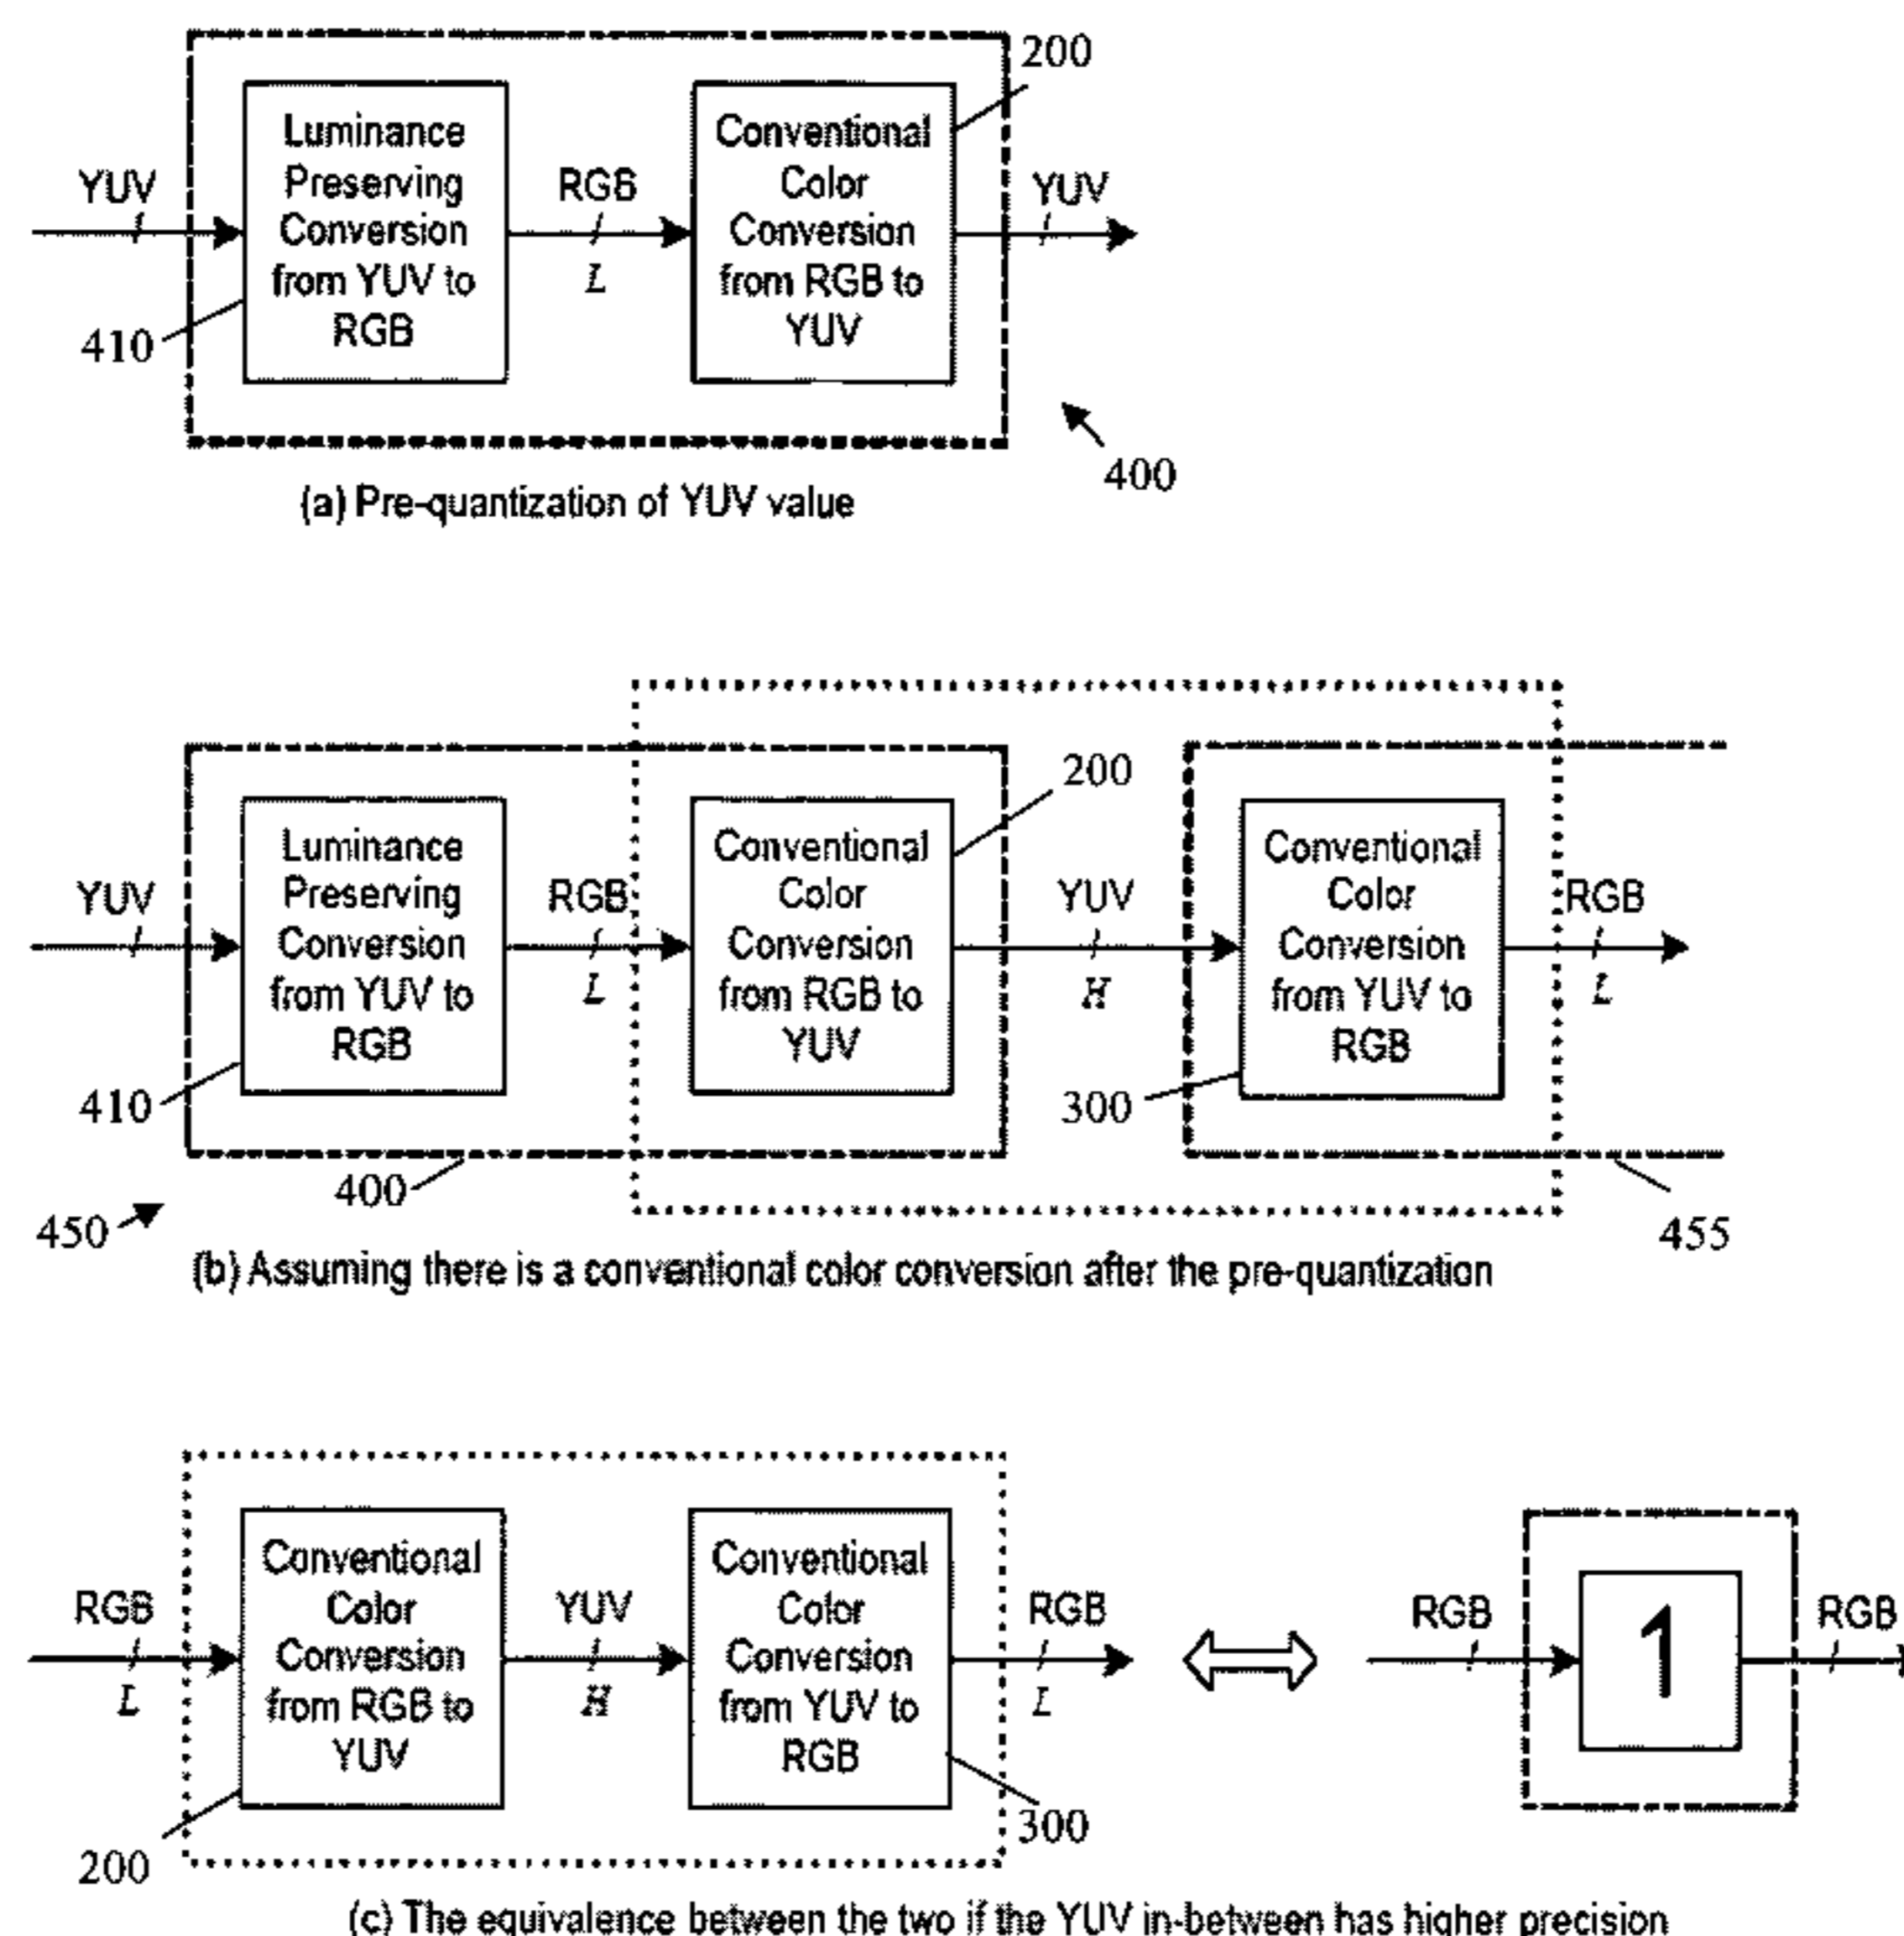 200
Luminance
Preserving
Conversion
from YUV to
RGB
Conventional
Color
Conversion
from RGB to
YUV
YUV
RGB
L
YUV
410
400
(a) Pre-quantization of YUV value
200
Luminance
Preserving
Conversion
from YUV to
RGB
Conventional
Color
Conversion
from RGB to
YUV
Conventional
Color
Conversion
from YUV to
RGB
YUV
RGB
L
YUV
H
RGB
L
410
300
400
450
455
(b) Assuming there is a conventional color conversion after the pre-quantization
Conventional
Color
Conversion
from RGB to
YUV
Conventional
Color
Conversion
from YUV to
RGB
RGB
L
YUV
H
RGB
L
RGB
1
RGB
200
300
(c) The equivalence between the two if the YUV in-between has higher precision